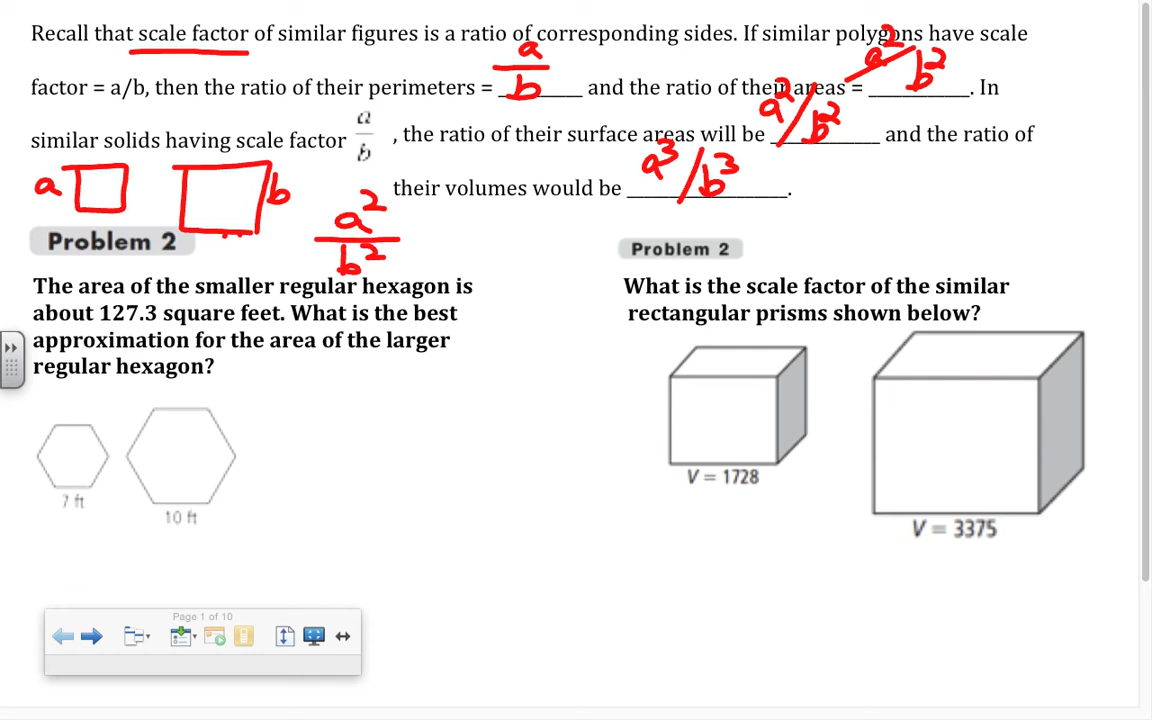 Recall that scale factor of similar figures is a ratio of corresponding sides. If similar polygons have scale
factor = a/b, then the ratio of their perimeters = a/b and the ratio of their areas = a²/b². In
similar solids having scale factor a/b, the ratio of their surface areas will be a²/b² and the ratio of
their volumes would be a³/b³.
a b
a²/b²
Problem 2
The area of the smaller regular hexagon is
about 127.3 square feet. What is the best
approximation for the area of the larger
regular hexagon?
7 ft
10 ft
Problem 2
What is the scale factor of the similar
rectangular prisms shown below?
V = 1728
V = 3375
Page 1 of 10